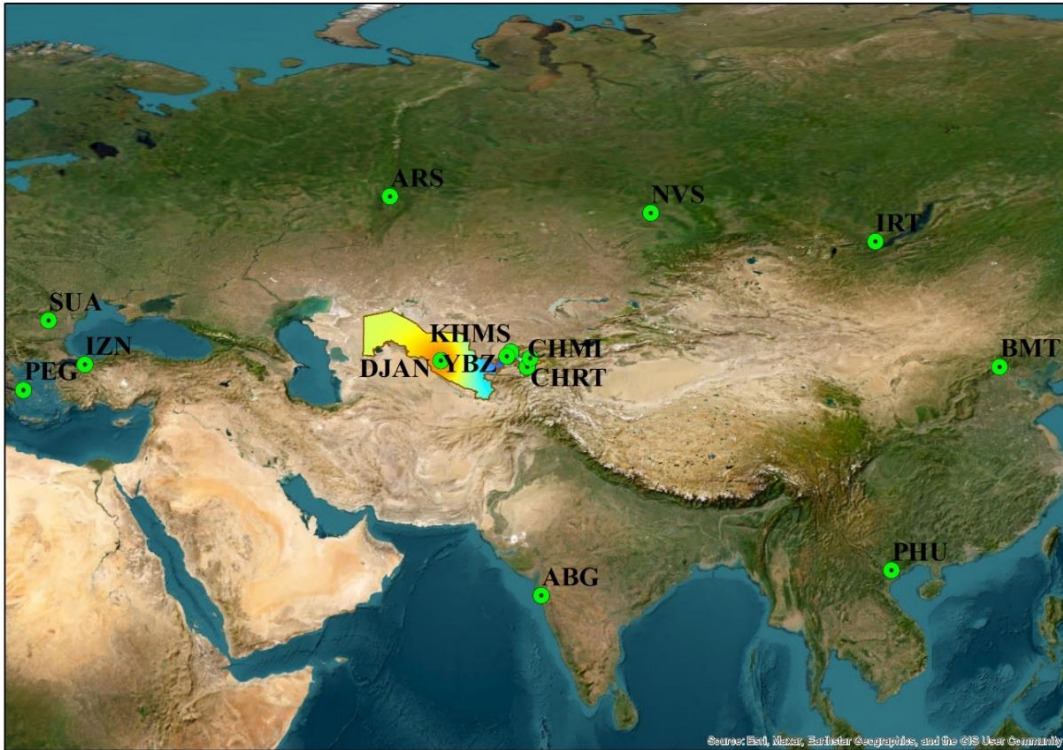 ARS
NVS
IRT
SUA
KHMS
IZN
CHMI
BMT
PEG
DJAN
YBZ
CHRT
PHU
ABG
Source: Esri, Maxar, Earthstar Geographics, and the GIS User Community